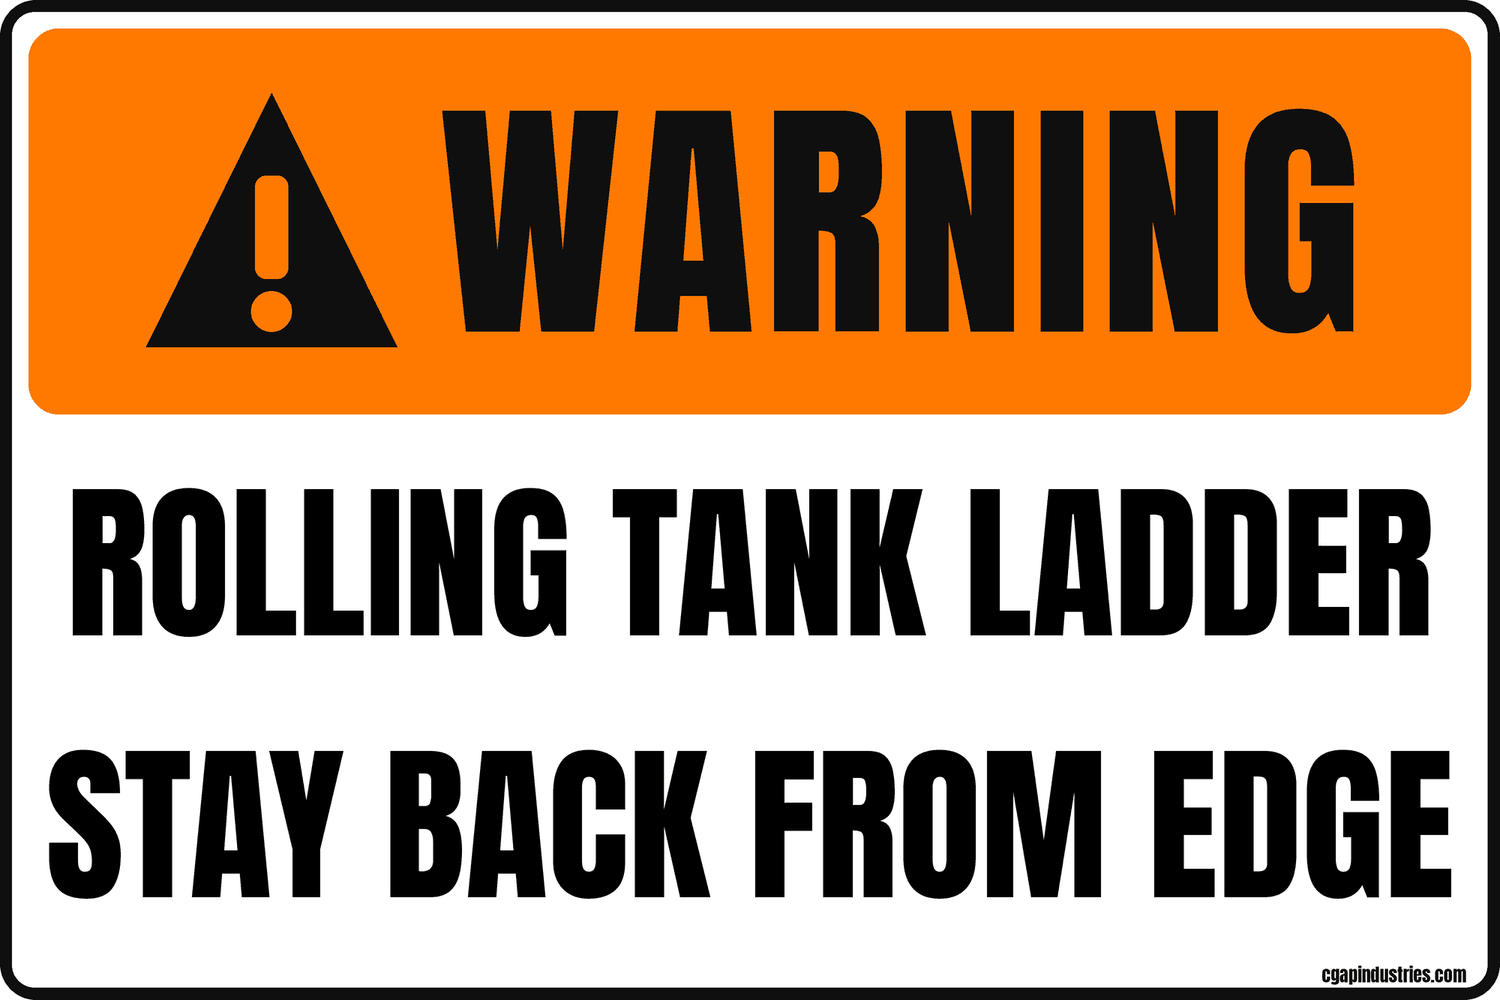 WARNING
ROLLING TANK LADDER
STAY BACK FROM EDGE
cgapindustries.com